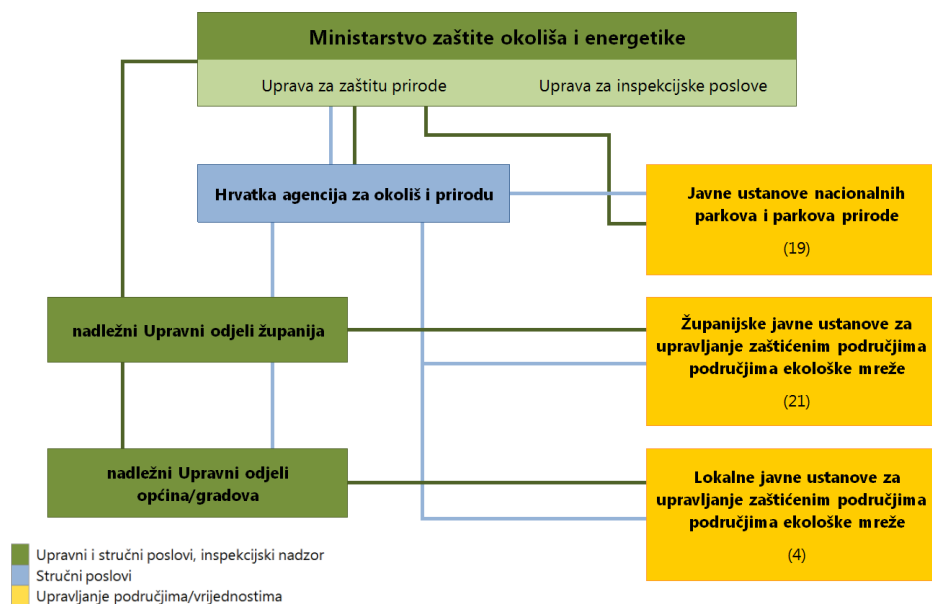 Ministarstvo zaštite okoliša i energetike
Uprava za zaštitu prirode
Uprava za inspekcijske poslove
Hrvatka agencija za okoliš i prirodu
Javne ustanove nacionalnih
parkova i parkova prirode
(19)
nadležni Upravni odjeli županija
Županijske javne ustanove za
upravljanje zaštićenim područjima
područjima ekološke mreže
(21)
nadležni Upravni odjeli
općina/gradova
Lokalne javne ustanove za
upravljanje zaštićenim područjima
područjima ekološke mreže
(4)
Upravni i stručni poslovi, inspekcijski nadzor
Stručni poslovi
Upravljanje područjima/vrijednostima